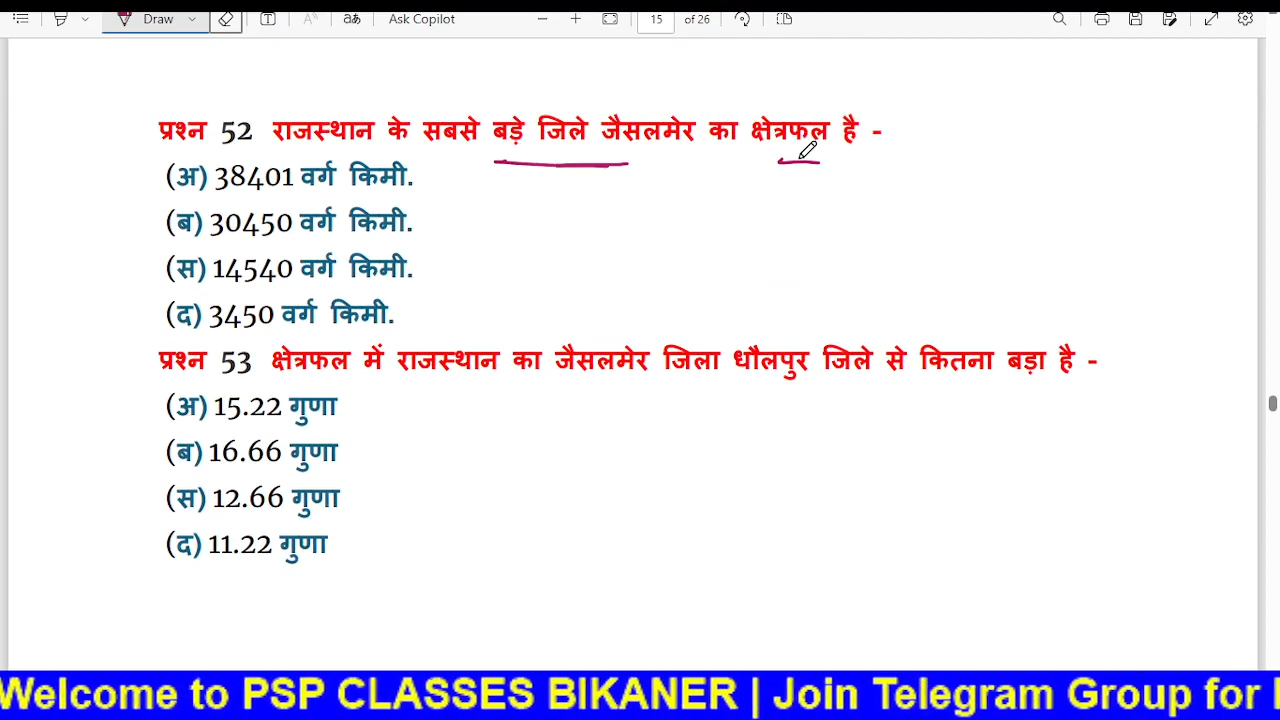 Draw
Ask Copilot
15 of 26
प्रश्न 52 राजस्थान के सबसे बड़े जिले जैसलमेर का क्षेत्रफल है -
(अ) 38401 वर्ग किमी.
(ब) 30450 वर्ग किमी.
(स) 14540 वर्ग किमी.
(द) 3450 वर्ग किमी.
प्रश्न 53 क्षेत्रफल में राजस्थान का जैसलमेर जिला धौलपुर जिले से कितना बड़ा है -
(अ) 15.22 गुणा
(ब) 16.66 गुणा
(स) 12.66 गुणा
(द) 11.22 गुणा
Welcome to PSP CLASSES BIKANER | Join Telegram Group for